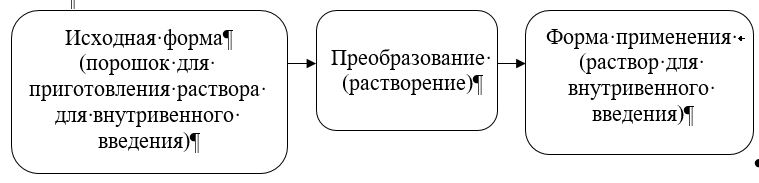 Исходная форма¶
(порошок для
приготовления раствора
для внутривенного
введения)¶
Преобразование
(растворение)¶
Форма применения
(раствор для
внутривенного
введения)¶